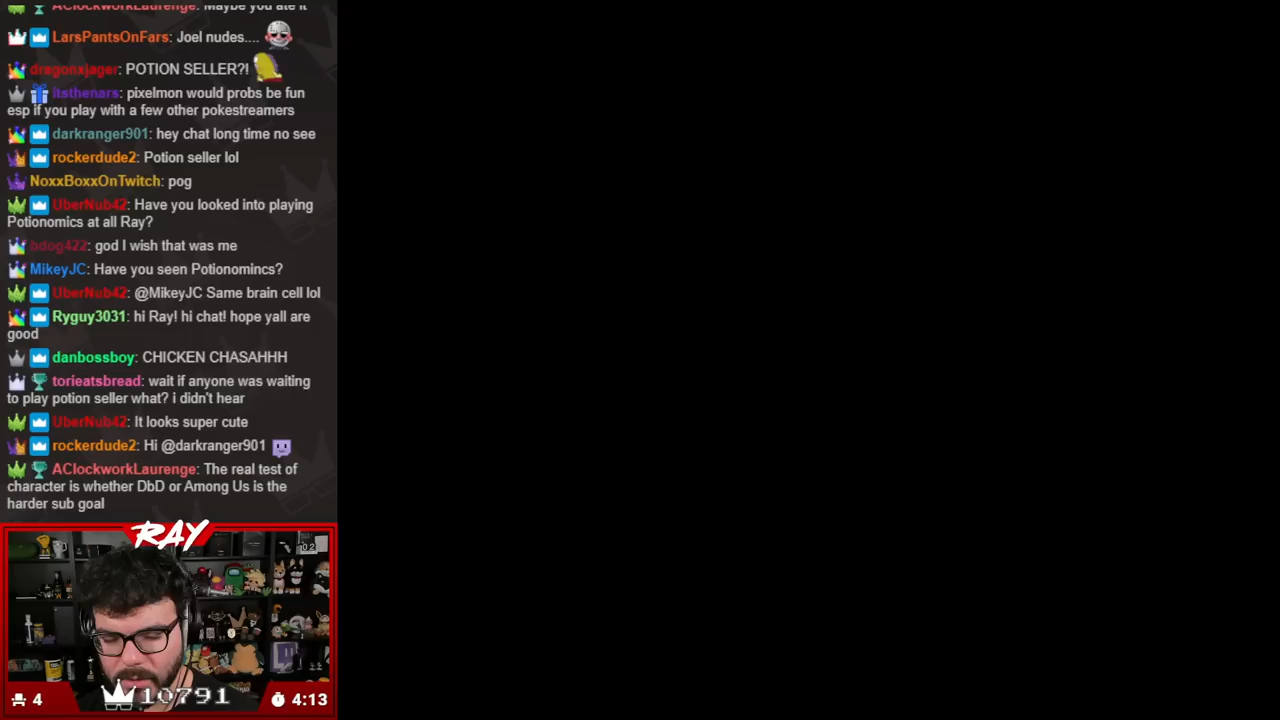 AClockworkLaurenge: Maybe you ate it
LarsPantsOnFars: Joel nudes....
dragonxjager: POTION SELLER?!
itsthenars: pixelmon would probs be fun
esp if you play with a few other pokestreamers
darkranger901: hey chat long time no see
rockerdude2: Potion seller lol
NoxxBoxxOnTwitch: pog
UberNub42: Have you looked into playing
Potionomics at all Ray?
bdog422: god I wish that was me
MikeyJC: Have you seen Potionomincs?
UberNub42: @MikeyJC Same brain cell lol
Ryguy3031: hi Ray! hi chat! hope yall are
good
danbossboy: CHICKEN CHASAHHH
torieatsbread: wait if anyone was waiting
to play potion seller what? i didn't hear
UberNub42: It looks super cute
rockerdude2: Hi @darkranger901
AClockworkLaurenge: The real test of
character is whether DbD or Among Us is the
harder sub goal
RAY
4
10791
4:13